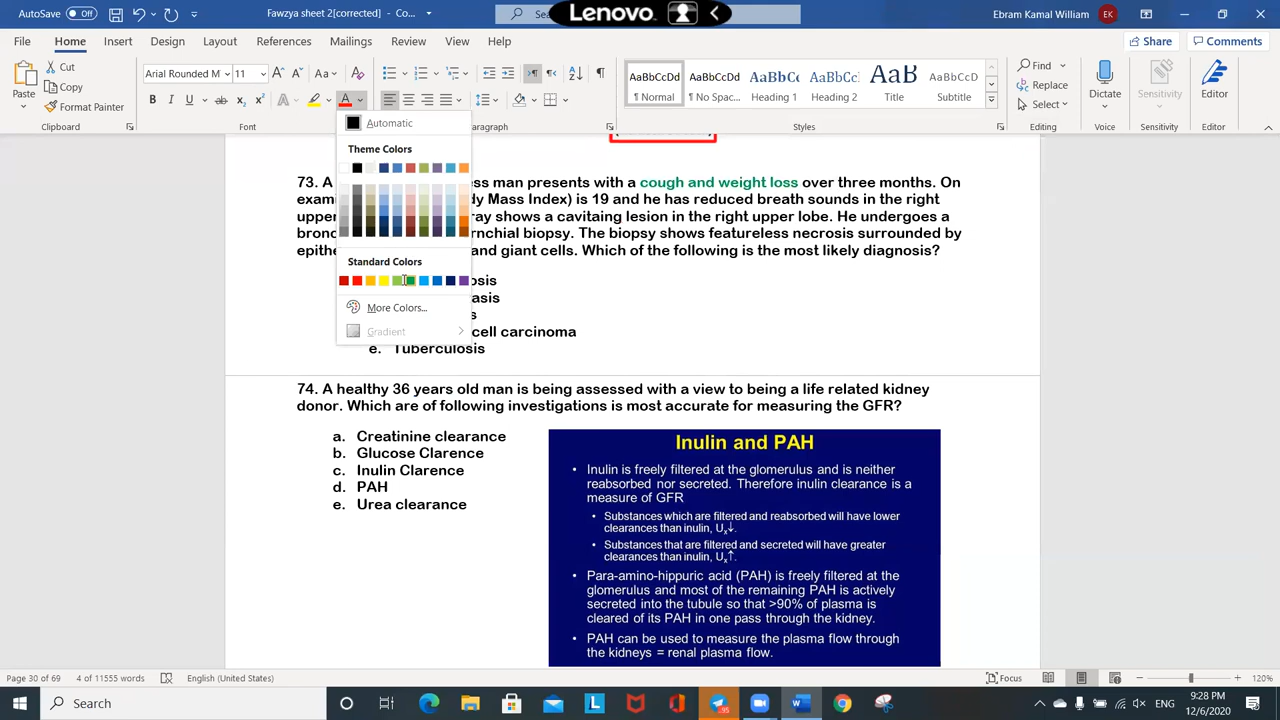 12/6/2020
Fawzya sheet [2020
Sea
Lenovo
Ebram Kamal William
EK
File Home Insert Design Layout References Mailings Review View Help
Share
Comments
Paste
Cut
Copy
Format Painter
Arial Rounded M
11
AaBbCcDd
Normal
AaBbCcDd
No Spac...
AaBbCc
Heading 1
AaBbCc
Heading 2
AaB
Title
AaBbCcD
Subtitle
Find
Replace
Select
Dictate
Sensitivity
Editor
Clipboard
Font
Paragraph
Styles
Editing
Voice
Sensitivity
Editor
Automatic
Theme Colors
Standard Colors
More Colors...
Gradient
73. A ess man presents with a cough and weight loss over three months. On
exami dy Mass Index) is 19 and he has reduced breath sounds in the right
upper ray shows a cavitaing lesion in the right upper lobe. He undergoes a
bronc rnchial biopsy. The biopsy shows featureless necrosis surrounded by
epithe and giant cells. Which of the following is the most likely diagnosis?
osis
asis
s
cell carcinoma
e. Tuberculosis
74. A healthy 36 years old man is being assessed with a view to being a life related kidney
donor. Which are of following investigations is most accurate for measuring the GFR?
a. Creatinine clearance
b. Glucose Clarence
c. Inulin Clarence
d. PAH
e. Urea clearance
Inulin and PAH
• Inulin is freely filtered at the glomerulus and is neither
reabsorbed nor secreted. Therefore inulin clearance is a
measure of GFR
• Substances which are filtered and reabsorbed will have lower
clearances than inulin, Ux↓.
• Substances that are filtered and secreted will have greater
clearances than inulin, Ux↑.
• Para-amino-hippuric acid (PAH) is freely filtered at the
glomerulus and most of the remaining PAH is actively
secreted into the tubule so that >90% of plasma is
cleared of its PAH in one pass through the kidney.
• PAH can be used to measure the plasma flow through
the kidneys = renal plasma flow.
Page 30 of 69
4 of 11555 words
English (United States)
Focus
120%
Search
95
9:28 PM
12/6/2020